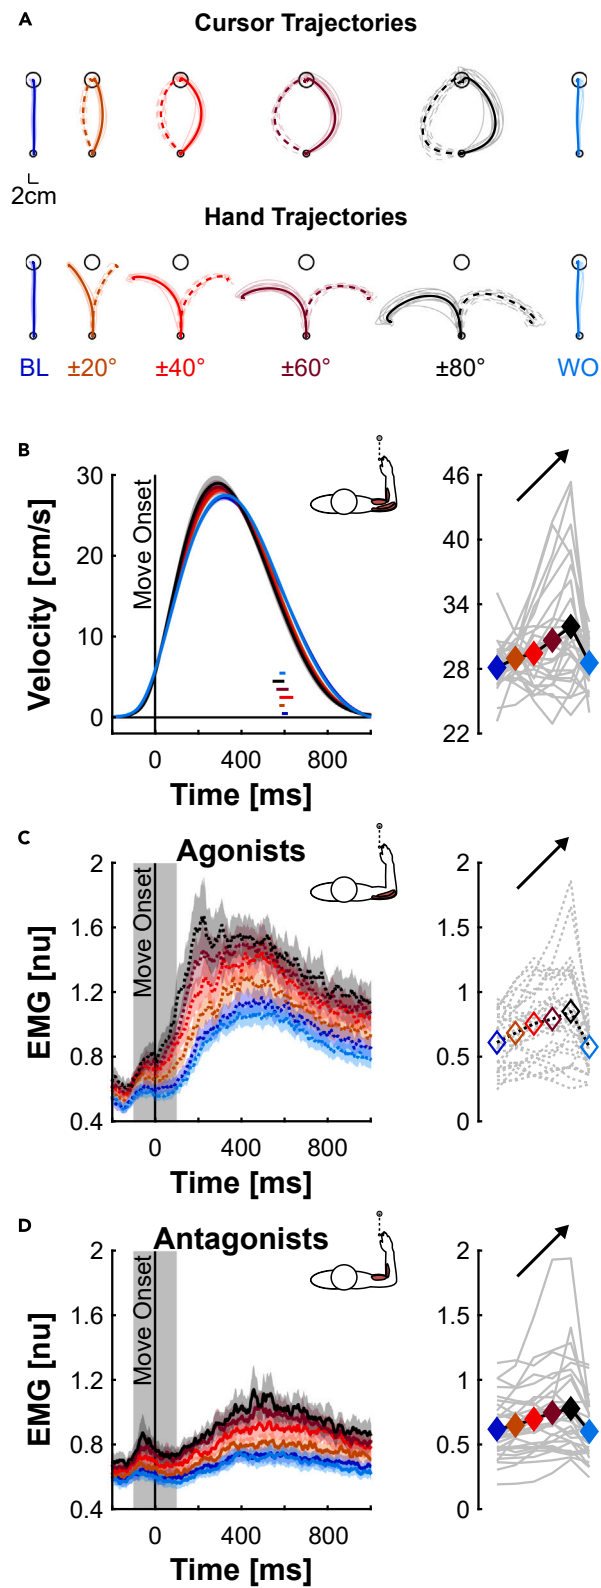 A
Cursor Trajectories
2cm
Hand Trajectories
BL ±20° ±40° ±60° ±80° WO
B
30
20
10
0
Velocity [cm/s]
Move Onset
0 400 800
Time [ms]
46
40
34
28
22
C
Agonists
2
1.6
1.2
0.8
0.4
EMG [nu]
Move Onset
0 400 800
Time [ms]
2
1.5
1
0.5
0
D
Antagonists
2
1.6
1.2
0.8
0.4
EMG [nu]
Move Onset
0 400 800
Time [ms]
2
1.5
1
0.5
0